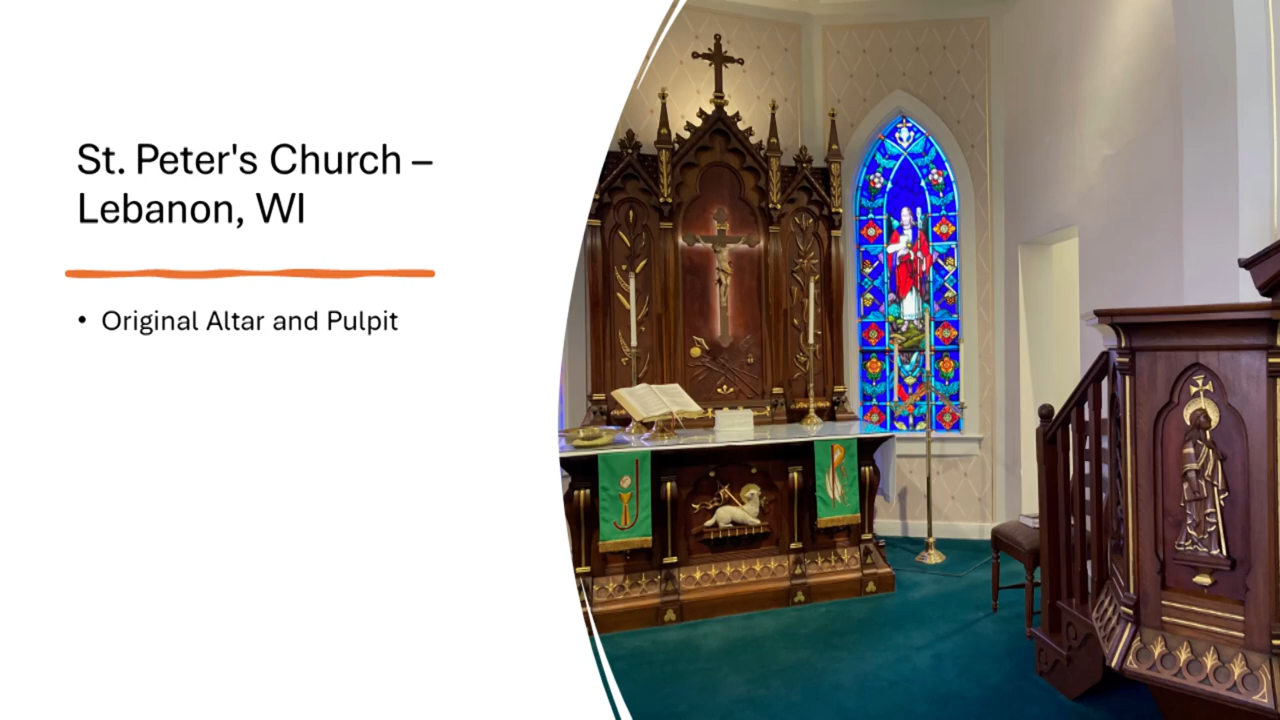 St. Peter's Church –
Lebanon, WI
• Original Altar and Pulpit